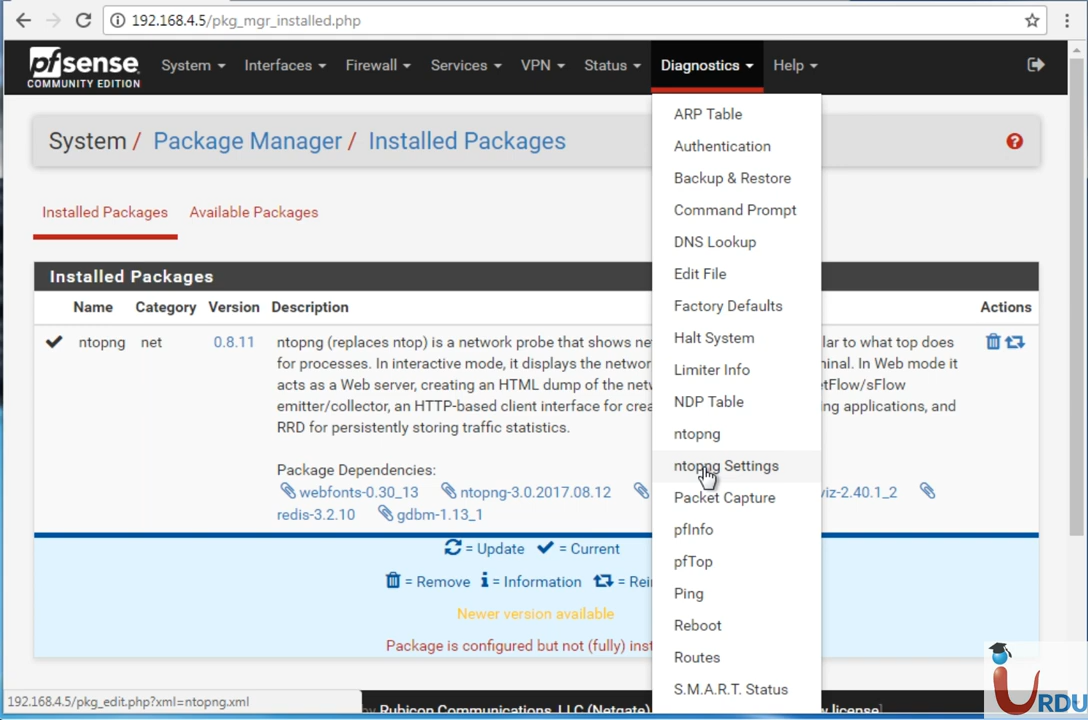 192.168.4.5/pkg_mgr_installed.php
pfsense
COMMUNITY EDITION
System Interfaces Firewall Services VPN Status Diagnostics Help
System / Package Manager / Installed Packages
Installed Packages Available Packages
Installed Packages
Name Category Version Description Actions
ntopng net 0.8.11 ntopng (replaces ntop) is a network probe that shows ne lar to what top does
for processes. In interactive mode, it displays the networ minal. In Web mode it
acts as a Web server, creating an HTML dump of the netw etFlow/sFlow
emitter/collector, an HTTP-based client interface for crea ng applications, and
RRD for persistently storing traffic statistics.
Package Dependencies:
webfonts-0.30_13 ntopng-3.0.2017.08.12 viz-2.40.1_2
redis-3.2.10 gdbm-1.13_1
= Update = Current
= Remove = Information = Rei
Newer version available
Package is configured but not (fully) inst
ARP Table
Authentication
Backup & Restore
Command Prompt
DNS Lookup
Edit File
Factory Defaults
Halt System
Limiter Info
NDP Table
ntopng
ntopng Settings
Packet Capture
pfInfo
pfTop
Ping
Reboot
Routes
S.M.A.R.T. Status
192.168.4.5/pkg_edit.php?xml=ntopng.xml
by Rubicon Communications, LLC (Netgate) w license]
iURDU